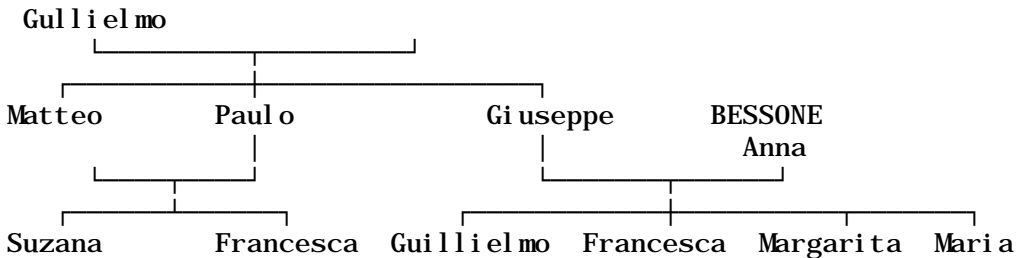 Gullielmo
Matteo Paulo Giuseppe BESSONE
Anna
Suzana Francesca Guillielmo Francesca Margarita Maria